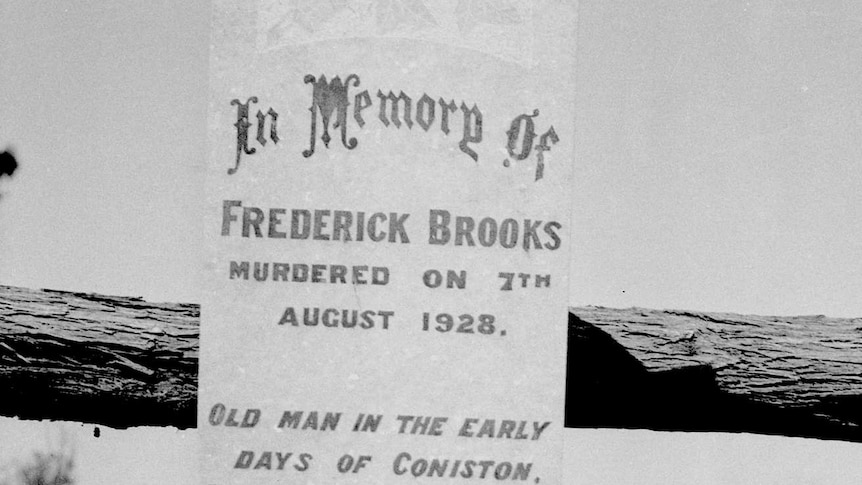 In Memory Of
FREDERICK BROOKS
MURDERED ON 7TH
AUGUST 1928.
OLD MAN IN THE EARLY
DAYS OF CONISTON.